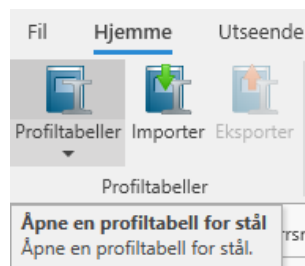 Fil Hjemme Utseende
Profiltabeller Importer Eksporter
Profiltabeller
Åpne en profiltabell for stål
Åpne en profiltabell for stål.